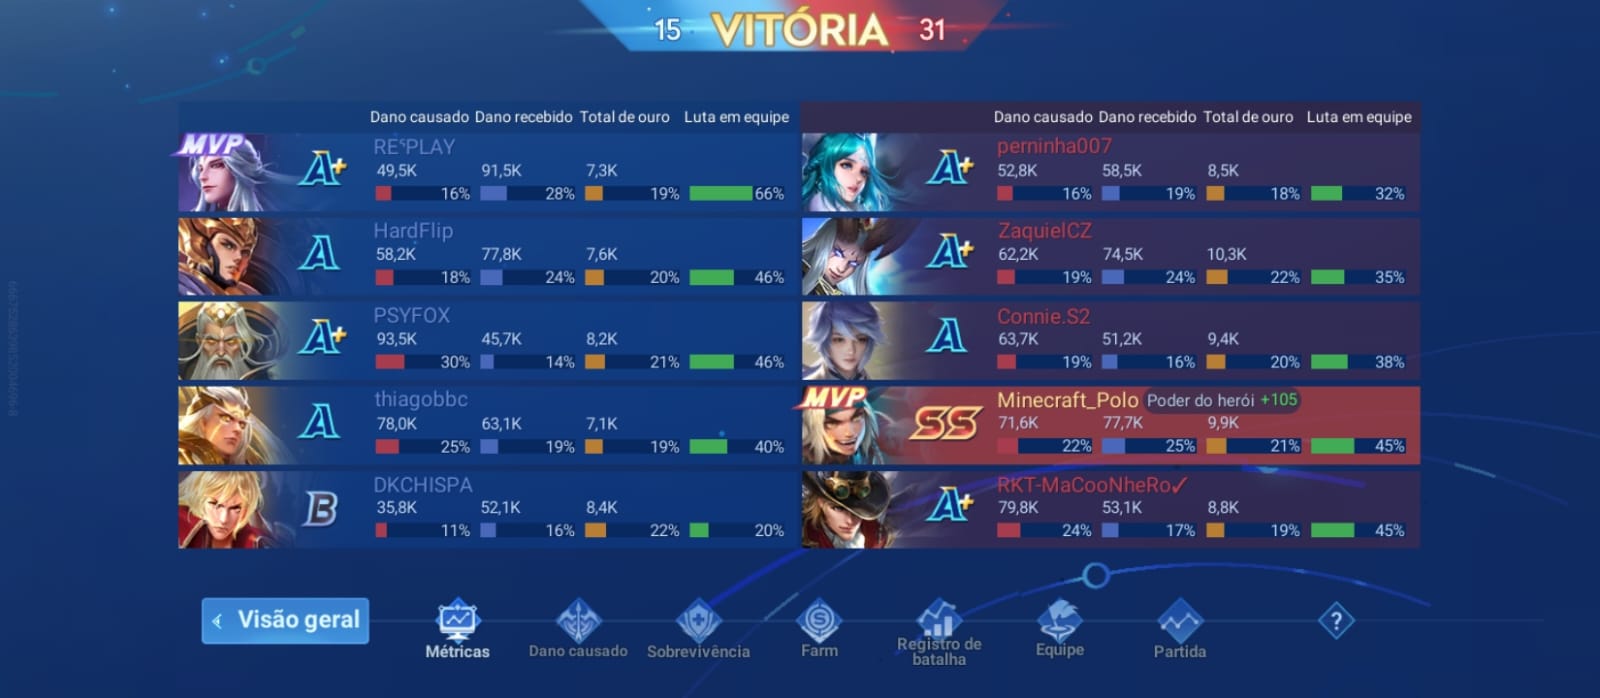 15 VITÓRIA 31
Dano causado Dano recebido Total de ouro Luta em equipe
MVP A+ RE⁵PLAY
49,5K 91,5K 7,3K
16% 28% 19% 66%
A HardFlip
58,2K 77,8K 7,6K
18% 24% 20% 46%
A+ PSYFOX
93,5K 45,7K 8,2K
30% 14% 21% 46%
A thiagobbc
78,0K 63,1K 7,1K
25% 19% 19% 40%
B DKCHISPA
35,8K 52,1K 8,4K
11% 16% 22% 20%
Dano causado Dano recebido Total de ouro Luta em equipe
A+ perninha007
52,8K 58,5K 8,5K
16% 19% 18% 32%
A+ ZaquielCZ
62,2K 74,5K 10,3K
19% 24% 22% 35%
A Connie.S2
63,7K 51,2K 9,4K
19% 16% 20% 38%
MVP SS Minecraft_Polo Poder do herói +105
71,6K 77,7K 9,9K
22% 25% 21% 45%
A+ RKT-MaCooNheRo✓
79,8K 53,1K 8,8K
24% 17% 19% 45%
Visão geral
Métricas
Dano causado
Sobrevivência
Farm
Registro de
batalha
Equipe
Partida
?